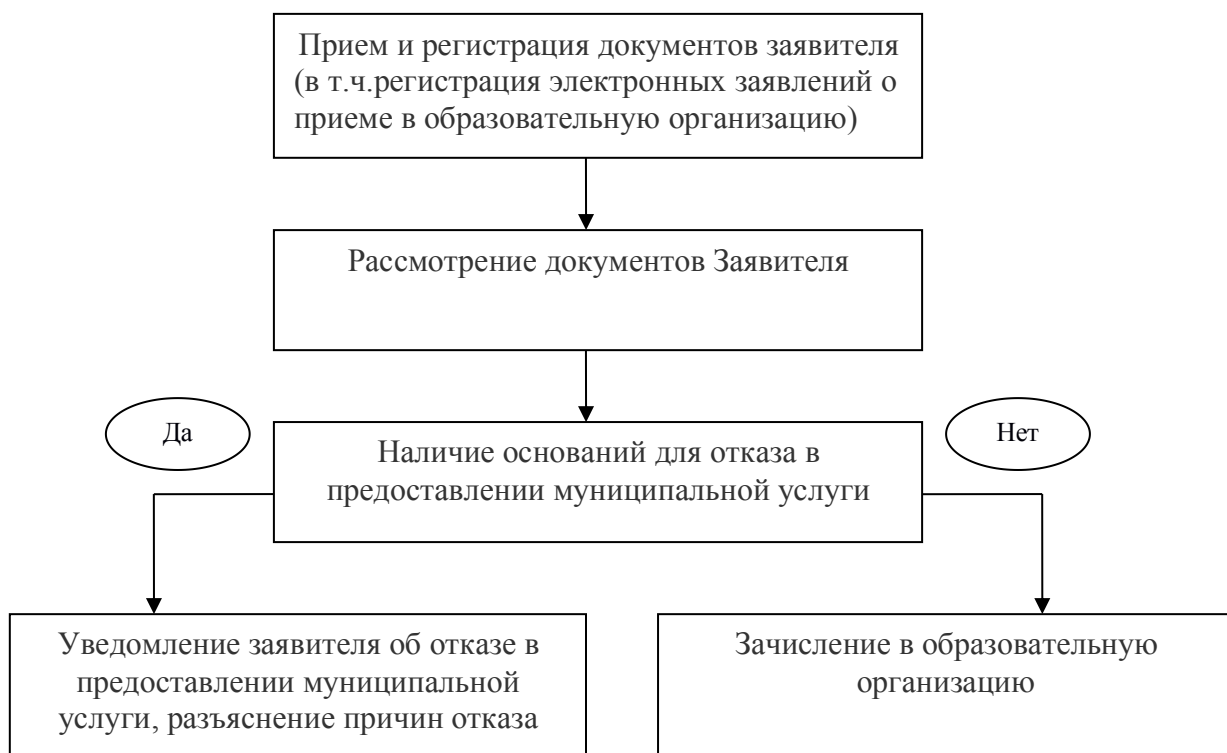 Прием и регистрация документов заявителя
(в т.ч.регистрация электронных заявлений о
приеме в образовательную организацию)
Рассмотрение документов Заявителя
Да
Нет
Наличие оснований для отказа в
предоставлении муниципальной услуги
Уведомление заявителя об отказе в
предоставлении муниципальной
услуги, разъяснение причин отказа
Зачисление в образовательную
организацию